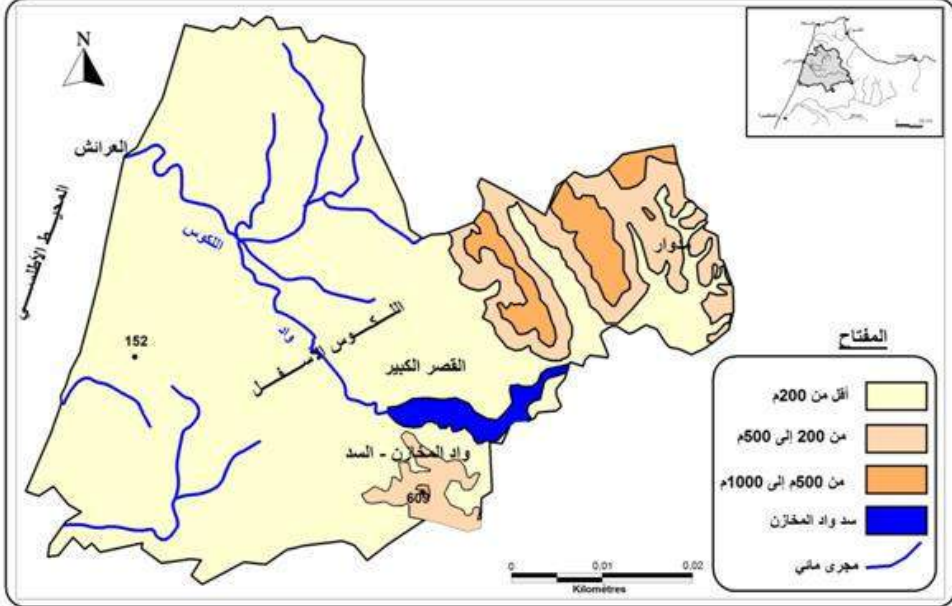 N
العرائش
المحيط الأطلسي
اللكوس
واد
اللكوس الأسفل
152
القصر الكبير
واد المخازن - السد
609
المفتاح
أقل من 200م
من 200 إلى 500م
من 500م إلى 1000م
سد واد المخازن
مجرى مائي
0 0,01 0,02
Kilomètres